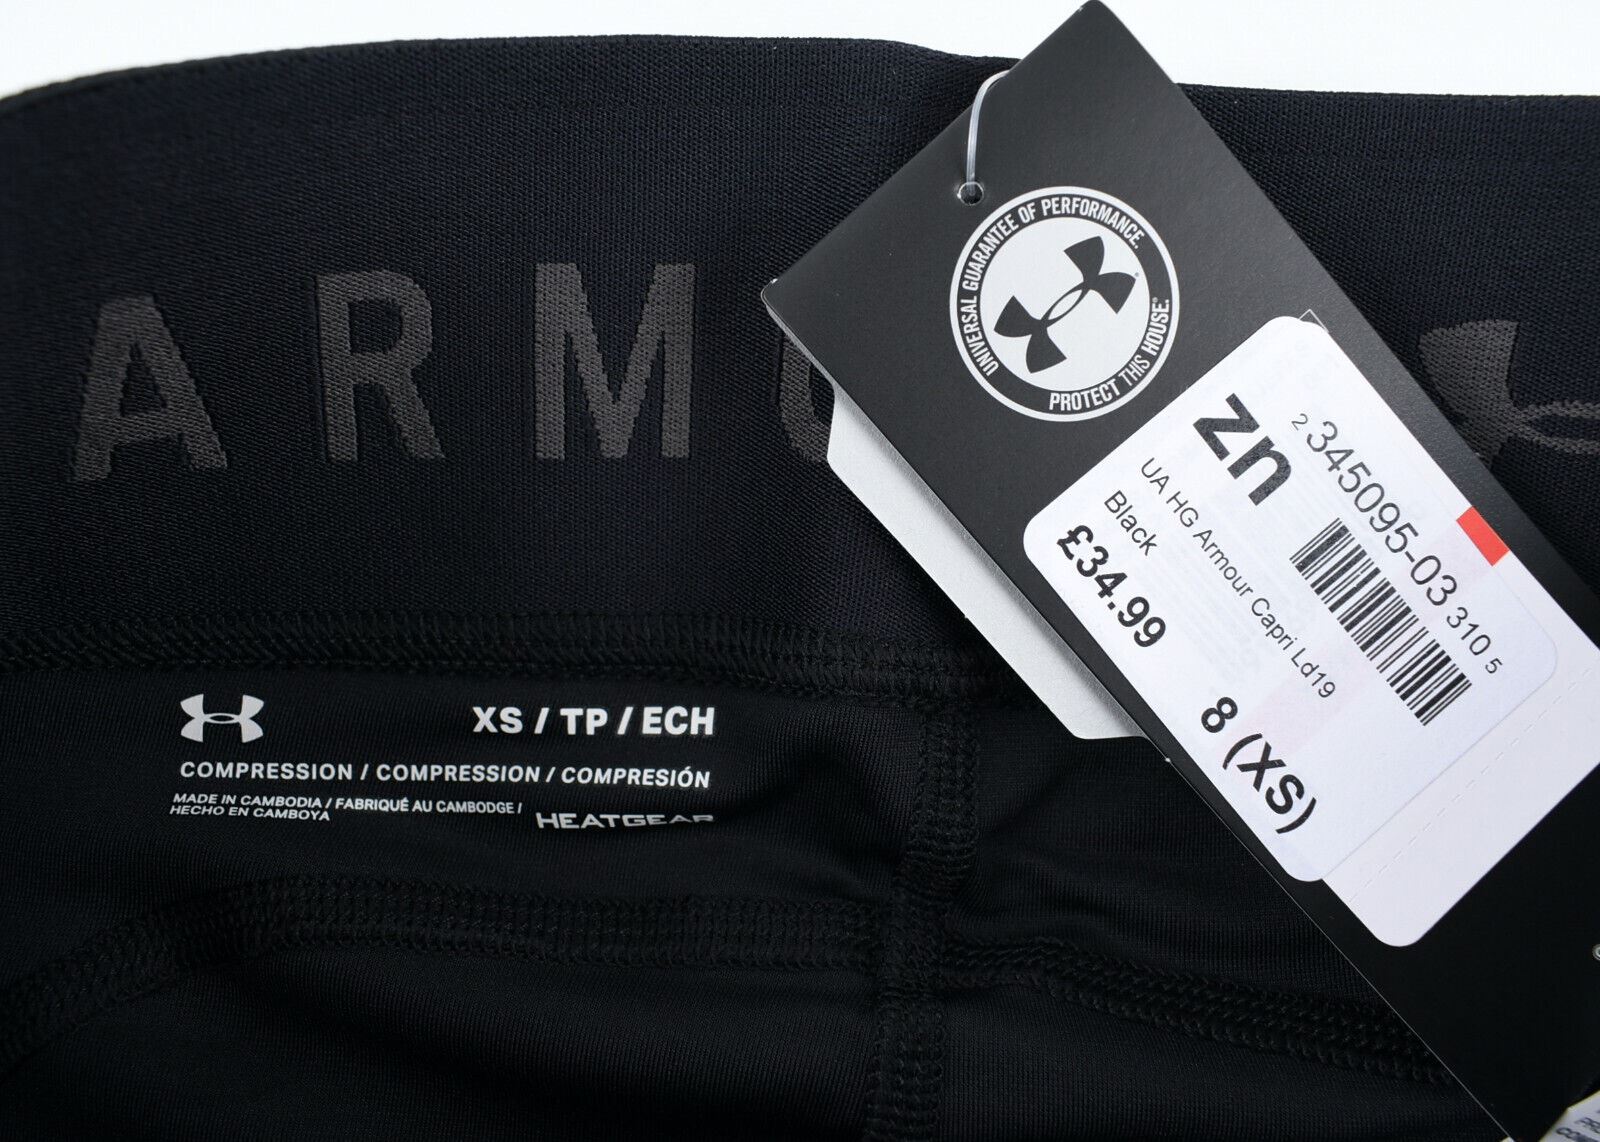 ARMO
XS / TP / ECH
COMPRESSION / COMPRESSION / COMPRESIÓN
MADE IN CAMBODIA / FABRIQUÉ AU CAMBODGE /
HECHO EN CAMBOYA
HEATGEAR
UNIVERSAL GUARANTEE OF PERFORMANCE.
PROTECT THIS HOUSE.®
zn
2 345095-03 310 5
UA HG Armour Capri Ld19
Black
£34.99
8 (XS)